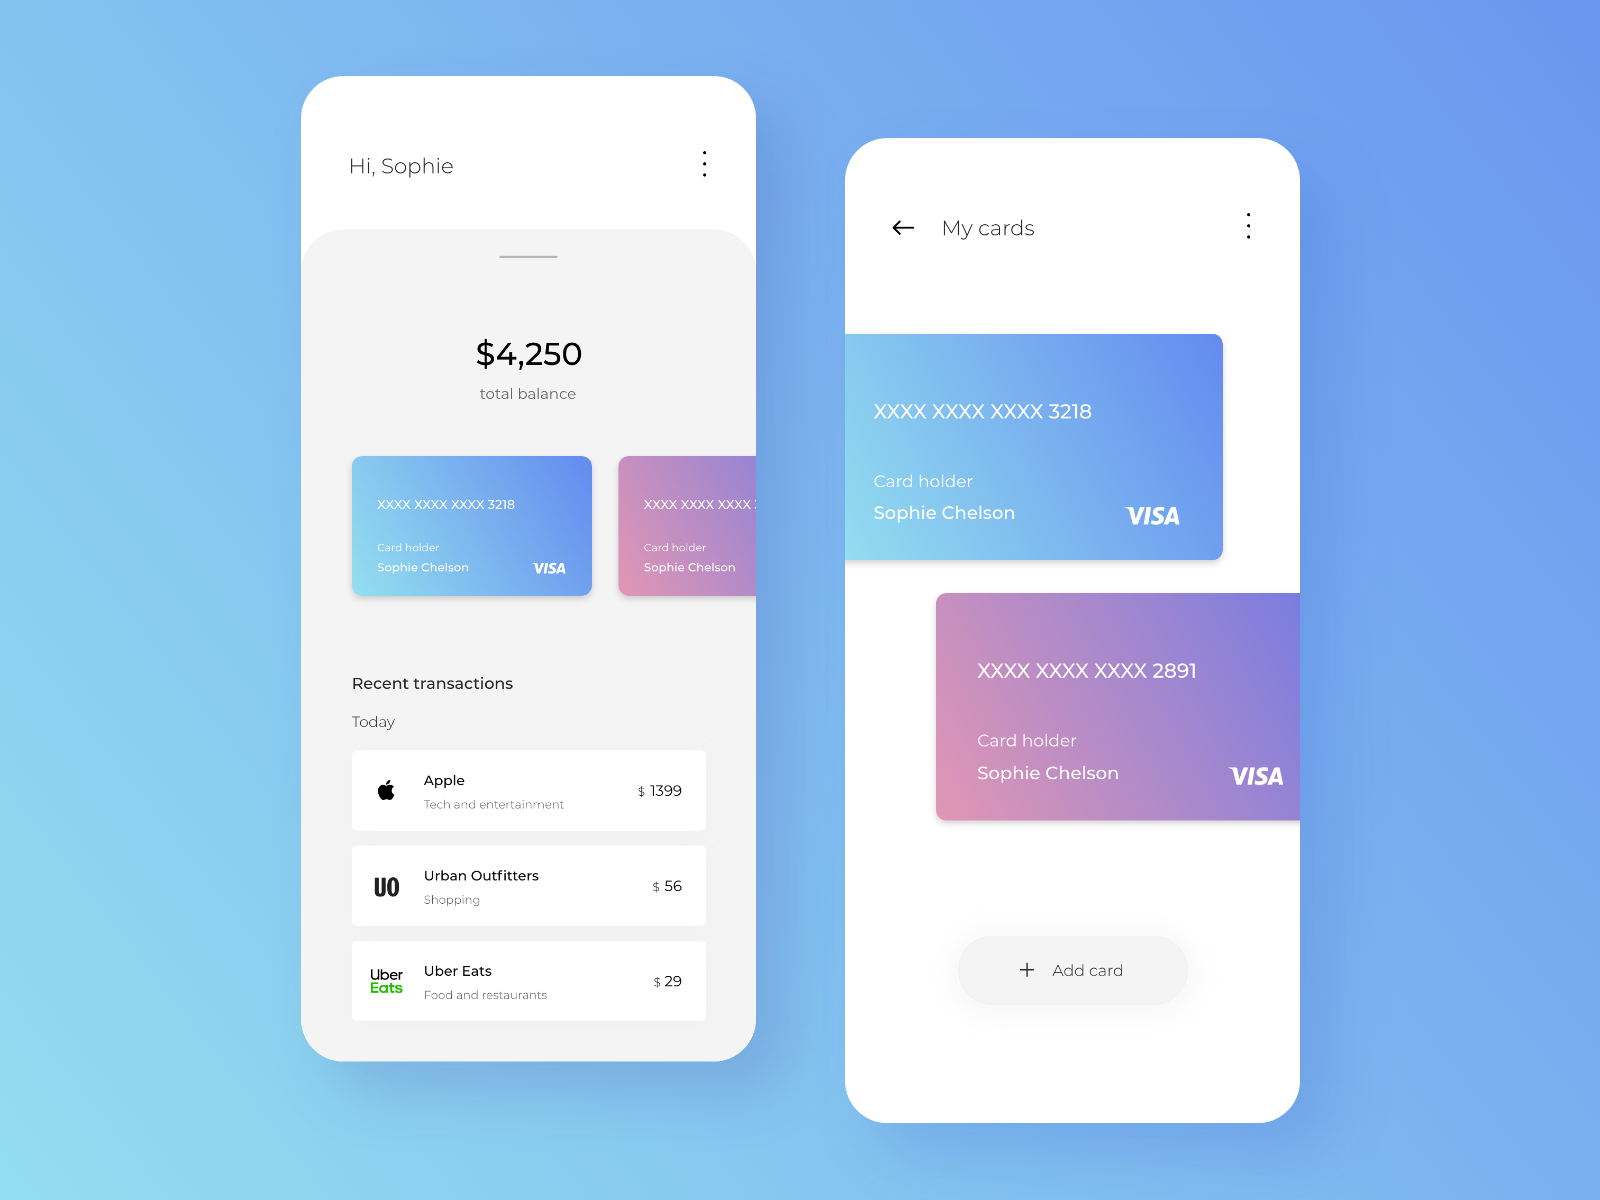 Hi, Sophie
$4,250
total balance
XXXX XXXX XXXX 3218
Card holder
Sophie Chelson
VISA
XXXX XXXX XXXX
Card holder
Sophie Chelson
Recent transactions
Today
Apple
Tech and entertainment
$ 1399
UO
Urban Outfitters
Shopping
$ 56
Uber
Eats
Uber Eats
Food and restaurants
$ 29
My cards
XXXX XXXX XXXX 3218
Card holder
Sophie Chelson
VISA
XXXX XXXX XXXX 2891
Card holder
Sophie Chelson
VISA
+ Add card